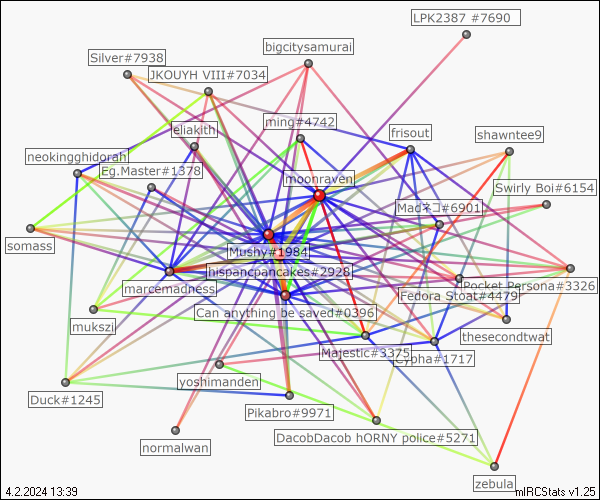 LPK2387 #7690
bigcitysamurai
Silver#7938
JKOUYH VIII#7034
ming#4742
eliakith
frisout
shawntee9
neokingghidorah
Eg.Master#1378
moonraven
Swirly Boi#6154
Madネコ#6901
somass
Mushy#1984
hispancpancakes#2928
marcemadness
Pocket Persona#3326
Fedora Stoat#4479
Can anything be saved#0396
mukszi
thesecondtwat
Majestic#3375
Cypha#1717
yoshimanden
Duck#1245
Pikabro#9971
DacobDacob hORNY police#5271
normalwan
zebula
4.2.2024 13:39
mIRCStats v1.25